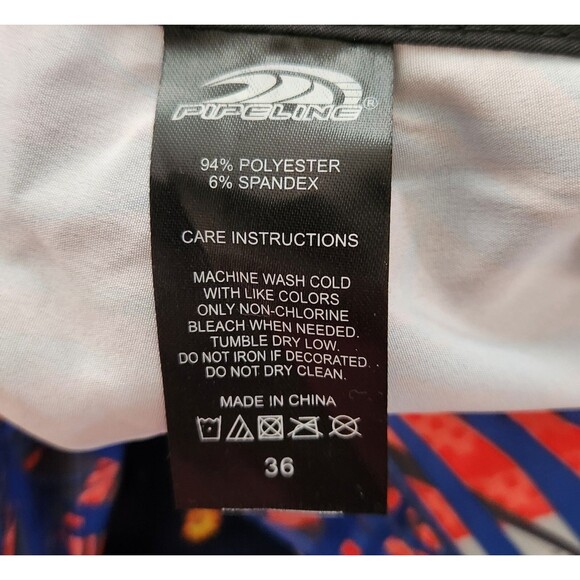 PIPELINE®
94% POLYESTER
6% SPANDEX
CARE INSTRUCTIONS
MACHINE WASH COLD
WITH LIKE COLORS
ONLY NON-CHLORINE
BLEACH WHEN NEEDED.
TUMBLE DRY LOW.
DO NOT IRON IF DECORATED.
DO NOT DRY CLEAN.
MADE IN CHINA
36